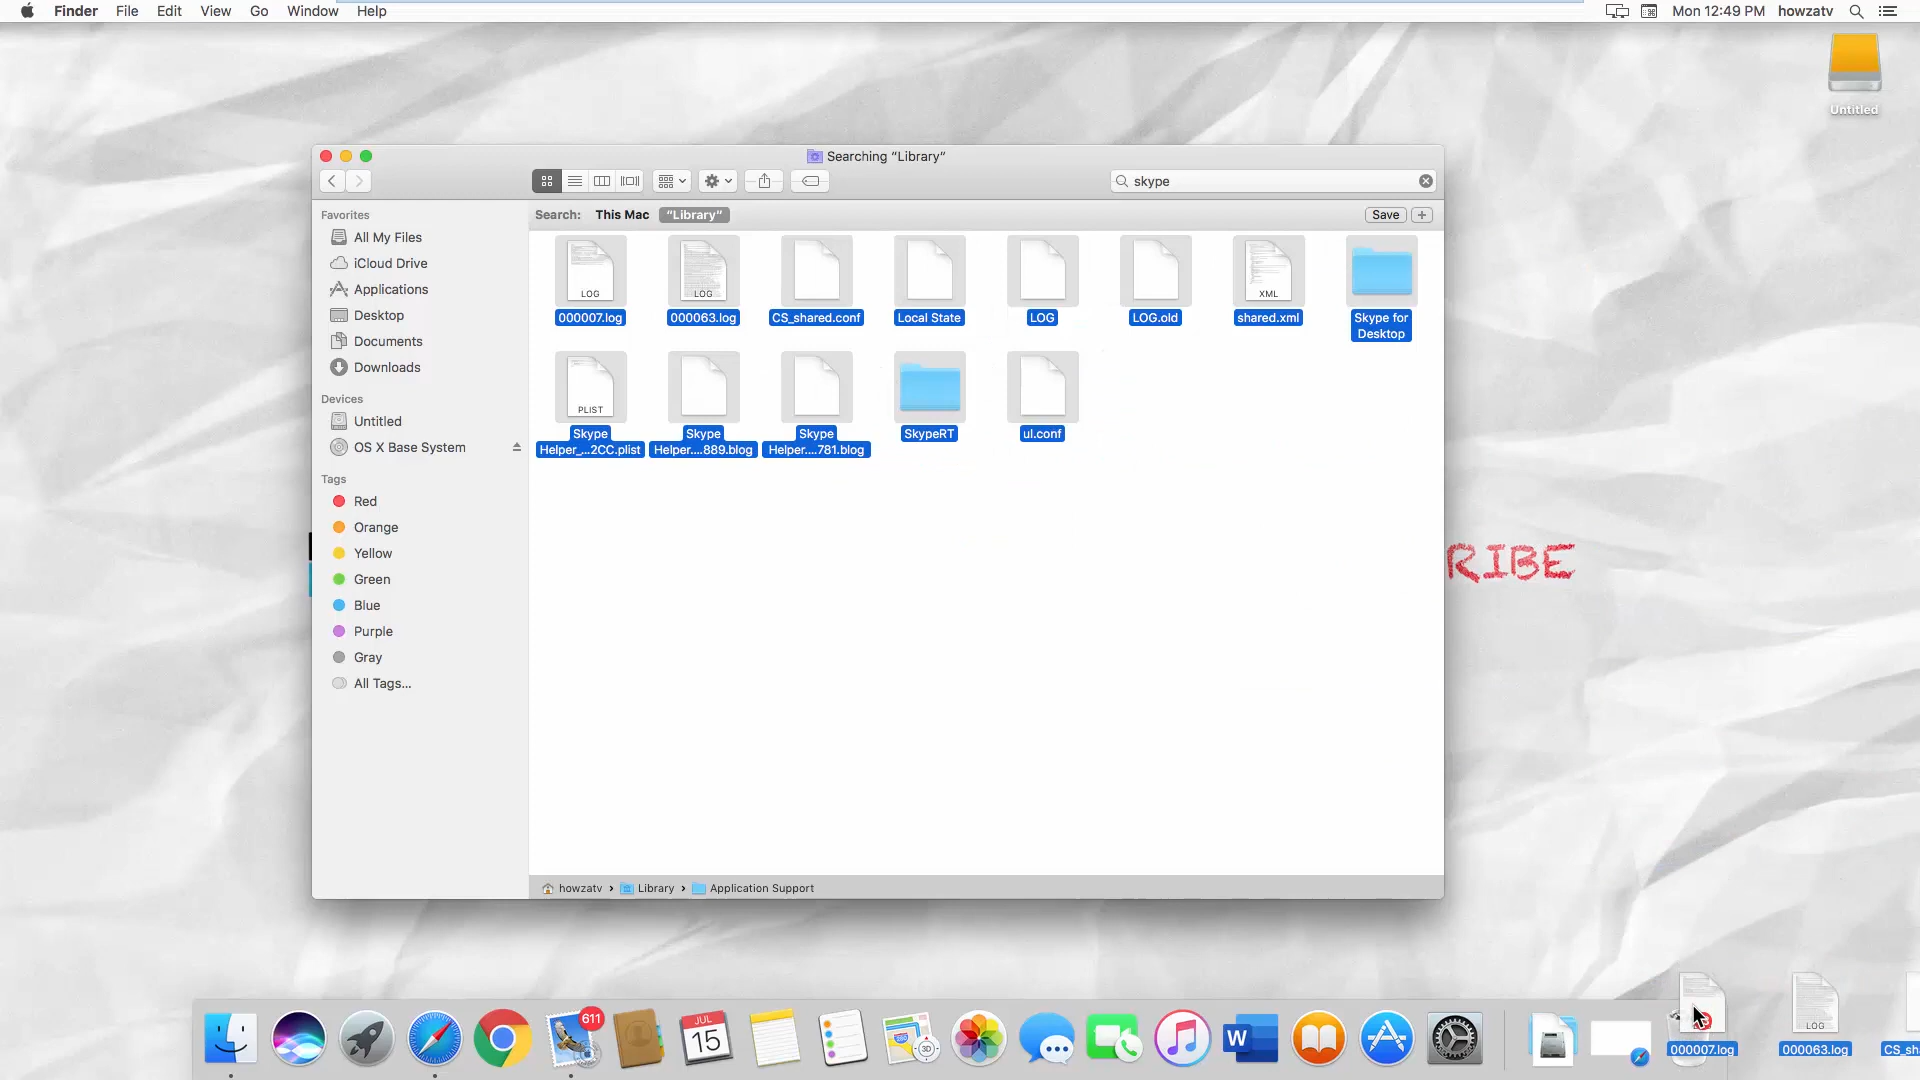 Finder File Edit View Go Window Help
Mon 12:49 PM howzatv
Untitled
Searching “Library”
skype
Search: This Mac “Library” Save +
Favorites
All My Files
iCloud Drive
Applications
Desktop
Documents
Downloads
Devices
Untitled
OS X Base System
Tags
Red
Orange
Yellow
Green
Blue
Purple
Gray
All Tags...
LOG LOG XML
000007.log 000063.log CS_shared.conf Local State LOG LOG.old shared.xml Skype for
Desktop
PLIST
Skype Skype Skype SkypeRT ul.conf
Helper_...2CC.plist Helper....889.blog Helper....781.blog
RIBE
howzatv › Library › Application Support
611
JUL
15
280
3D
W
LOG
000007.log 000063.log CS_sh